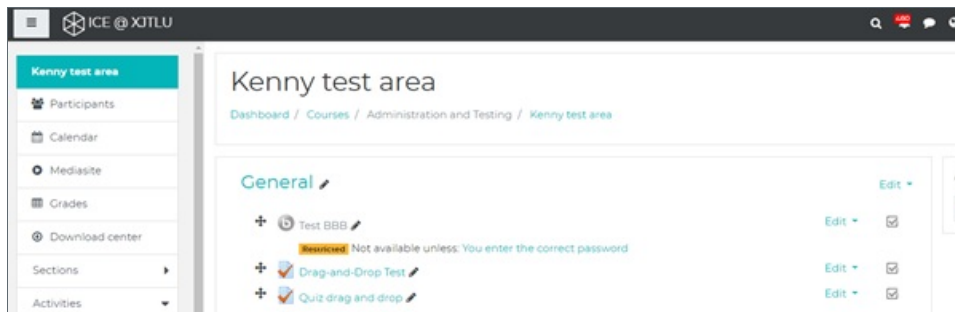 ICE @ XJTLU
480
Kenny test area
Participants
Calendar
Mediasite
Grades
Download center
Sections
Activities
Kenny test area
Dashboard / Courses / Administration and Testing / Kenny test area
General
Edit
Test BBB
Edit
Restricted Not available unless: You enter the correct password
Drag-and-Drop Test
Edit
Quiz drag and drop
Edit